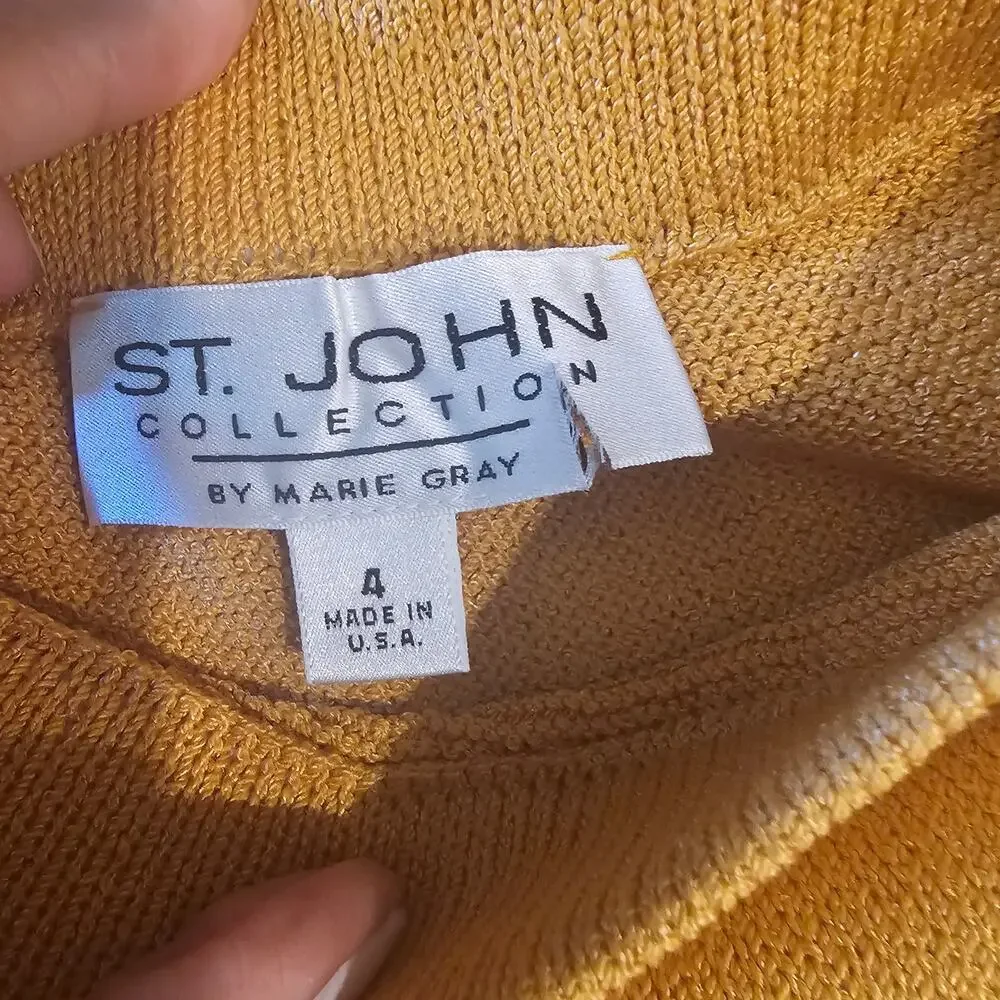 ST. JOHN
COLLECTION
BY MARIE GRAY
4
MADE IN
U.S.A.